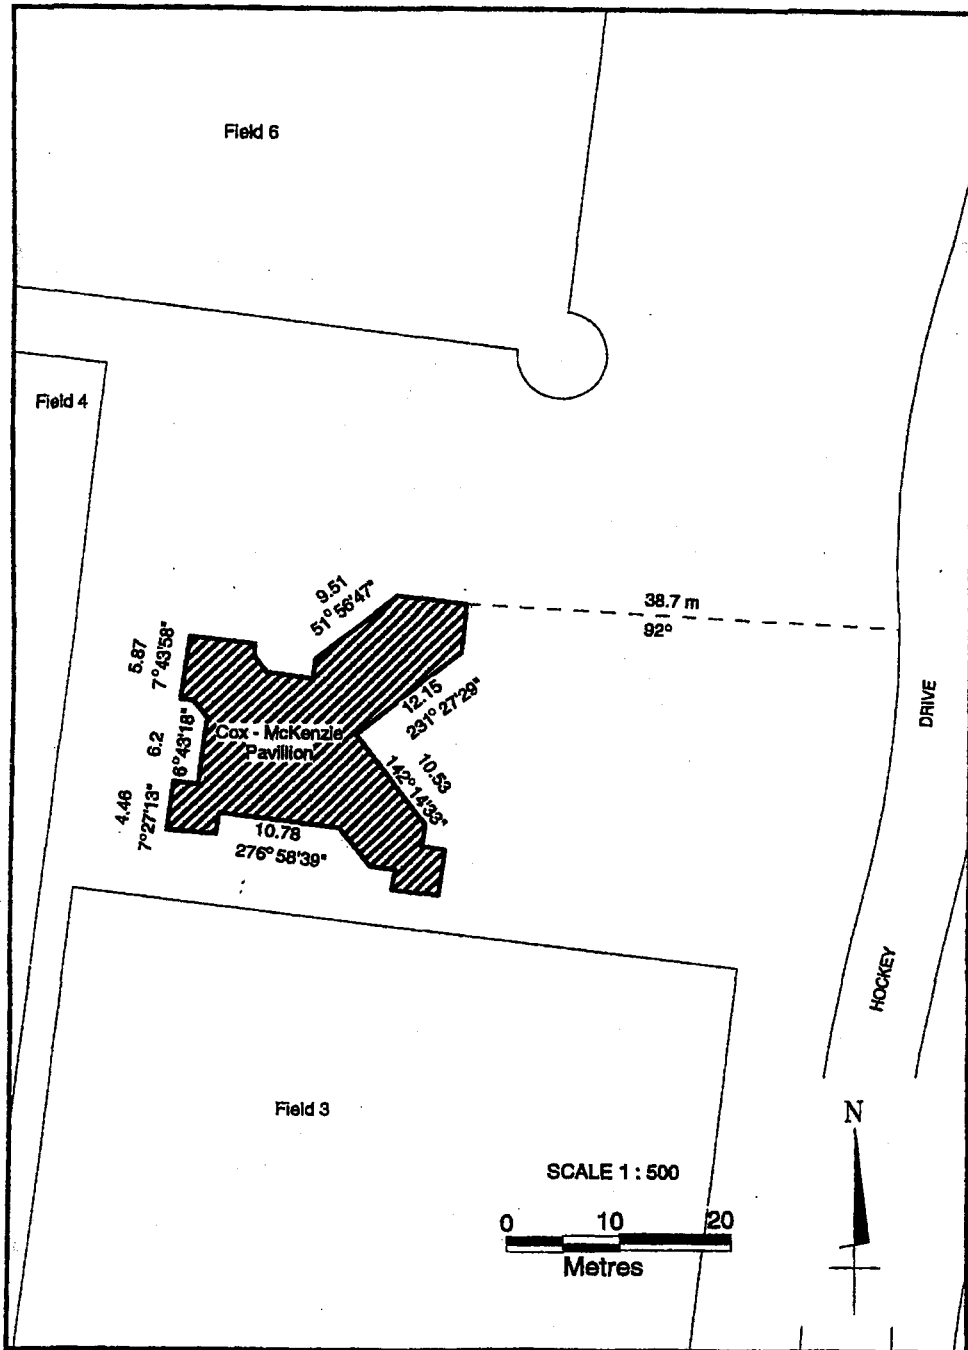 Field 6
Field 4
9.51
51° 56'47"
38.7 m
92°
5.87
7°43'58"
12.15
231° 27'29"
DRIVE
6.2
6°43'18"
Cox - McKenzie
Pavillion
10.53
142° 14'33"
4.46
7°27'13"
10.78
276° 58'39"
HOCKEY
Field 3
N
SCALE 1 : 500
0 10 20
Metres